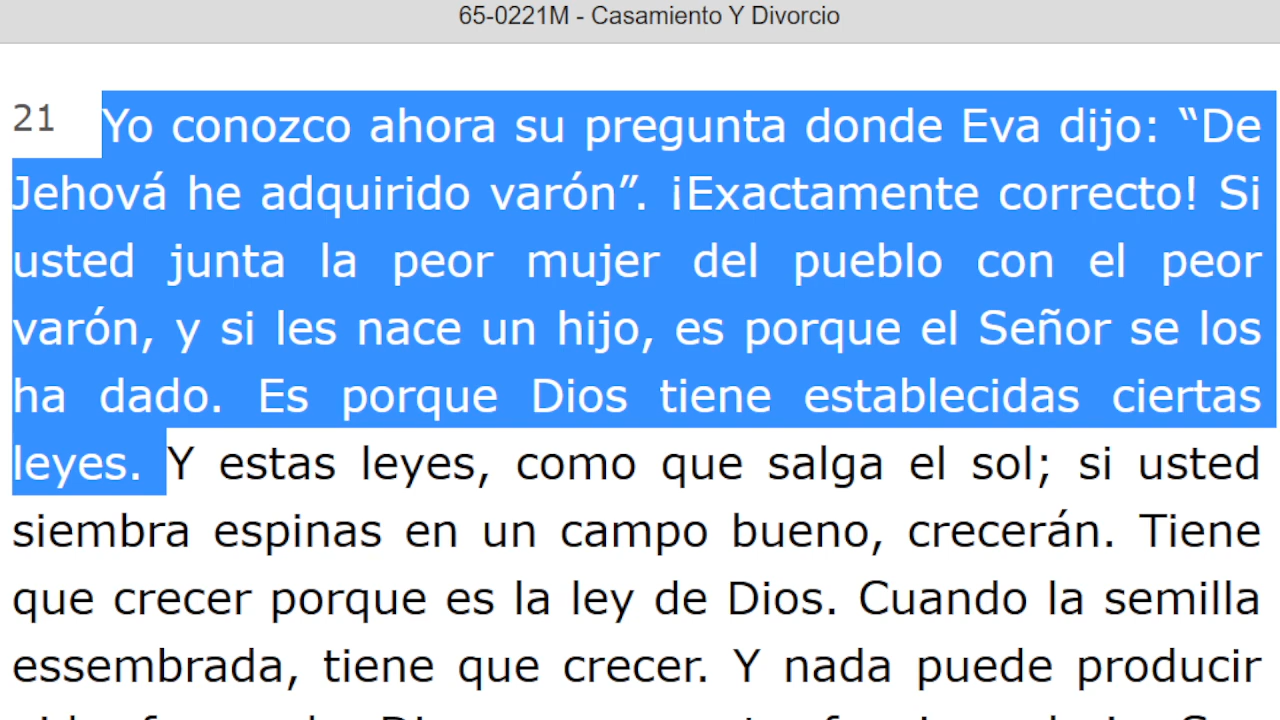 65-0221M - Casamiento Y Divorcio
21 Yo conozco ahora su pregunta donde Eva dijo: “De
Jehová he adquirido varón”. ¡Exactamente correcto! Si
usted junta la peor mujer del pueblo con el peor
varón, y si les nace un hijo, es porque el Señor se los
ha dado. Es porque Dios tiene establecidas ciertas
leyes. Y estas leyes, como que salga el sol; si usted
siembra espinas en un campo bueno, crecerán. Tiene
que crecer porque es la ley de Dios. Cuando la semilla
essembrada, tiene que crecer. Y nada puede producir